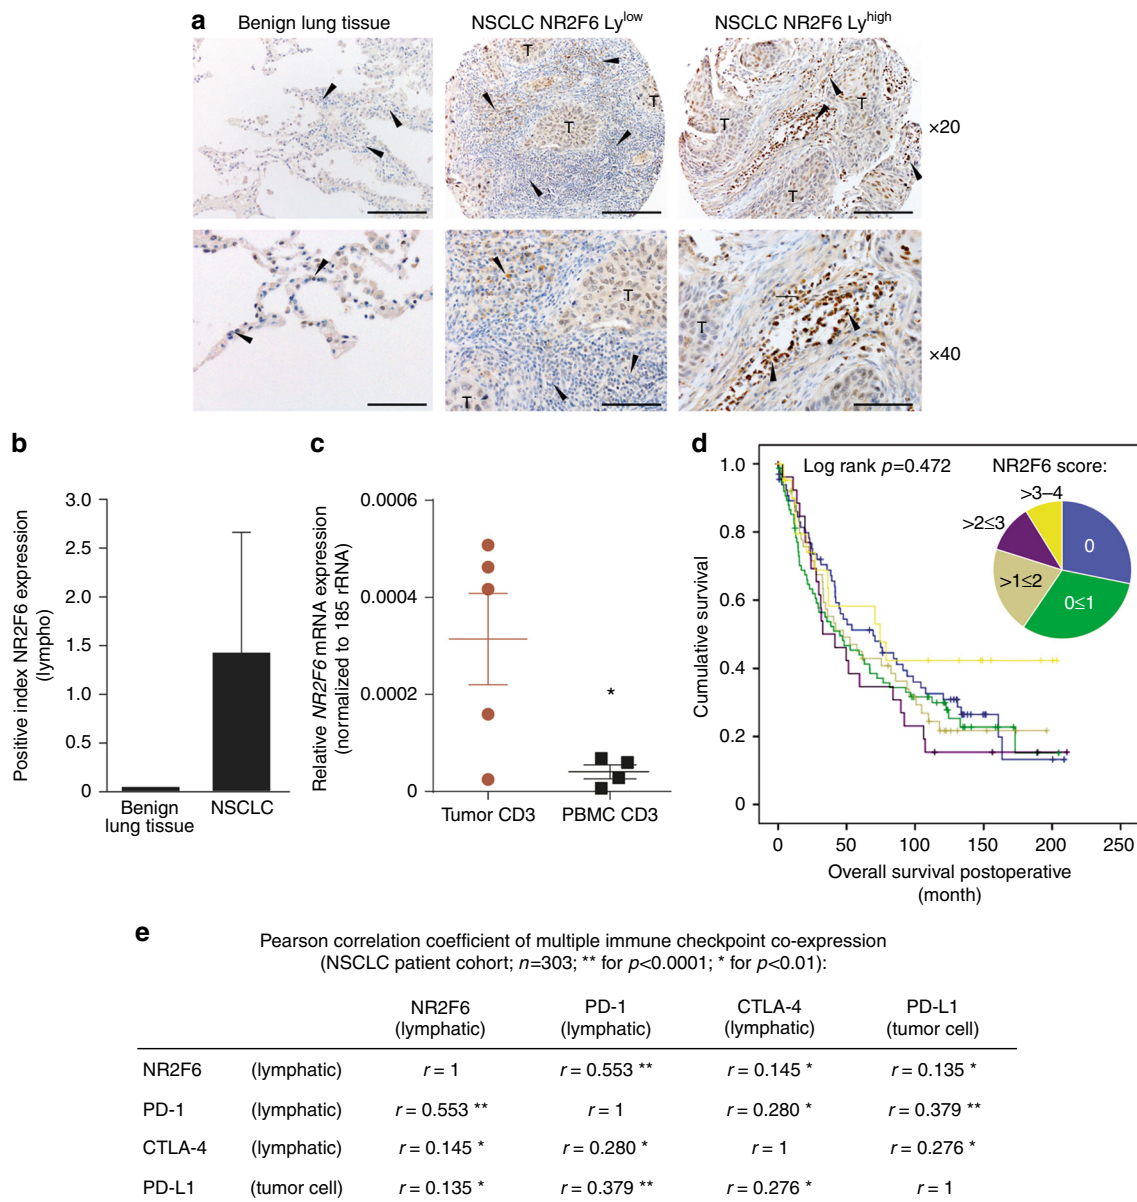 a
Benign lung tissue
NSCLC NR2F6 Ly^low
NSCLC NR2F6 Ly^high
T
T
T
T
T
T
×20
T
T
T
×40
b
Positive index NR2F6 expression
(lympho)
3.0
2.5
2.0
1.5
1.0
0.5
0
Benign
lung tissue
NSCLC
c
Relative NR2F6 mRNA expression
(normalized to 185 rRNA)
0.0006
0.0004
0.0002
0
*
Tumor CD3
PBMC CD3
d
Log rank p=0.472
NR2F6 score:
>3–4
>2≤3
0
>1≤2
0≤1
Cumulative survival
1.0
0.8
0.6
0.4
0.2
0
0 50 100 150 200 250
Overall survival postoperative
(month)
e
Pearson correlation coefficient of multiple immune checkpoint co-expression
(NSCLC patient cohort; n=303; ** for p<0.0001; * for p<0.01):
NR2F6 PD-1 CTLA-4 PD-L1
(lymphatic) (lymphatic) (lymphatic) (tumor cell)
NR2F6 (lymphatic) r = 1 r = 0.553 ** r = 0.145 * r = 0.135 *
PD-1 (lymphatic) r = 0.553 ** r = 1 r = 0.280 * r = 0.379 **
CTLA-4 (lymphatic) r = 0.145 * r = 0.280 * r = 1 r = 0.276 *
PD-L1 (tumor cell) r = 0.135 * r = 0.379 ** r = 0.276 * r = 1